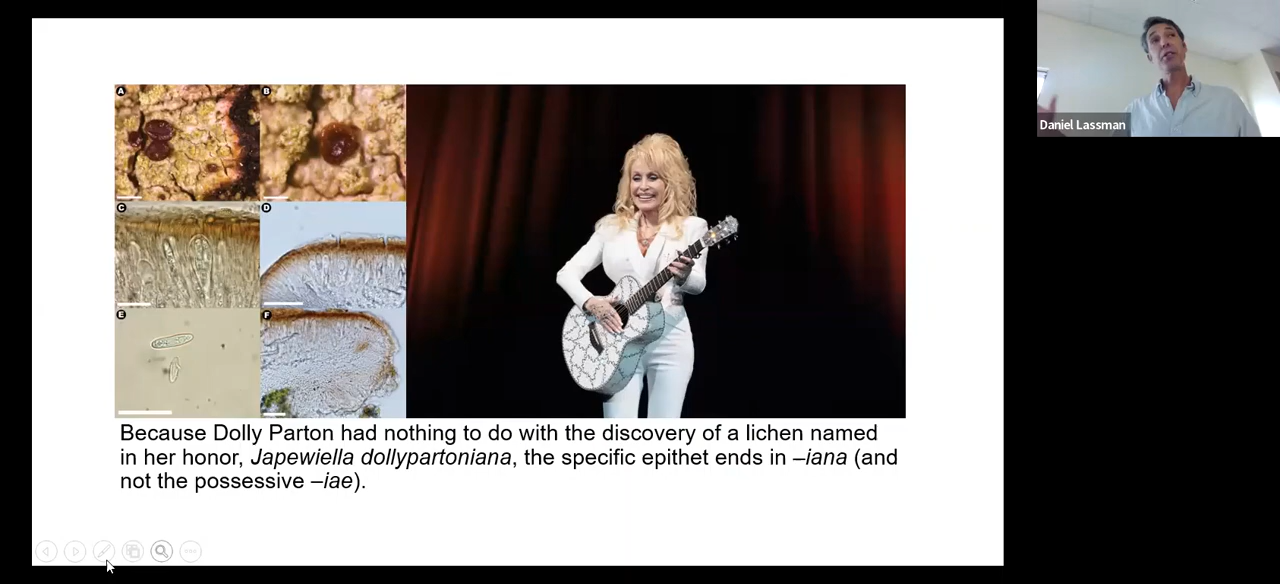 A
B
C
D
E
F
Because Dolly Parton had nothing to do with the discovery of a lichen named
in her honor, Japewiella dollypartoniana, the specific epithet ends in –iana (and
not the possessive –iae).
Daniel Lassman